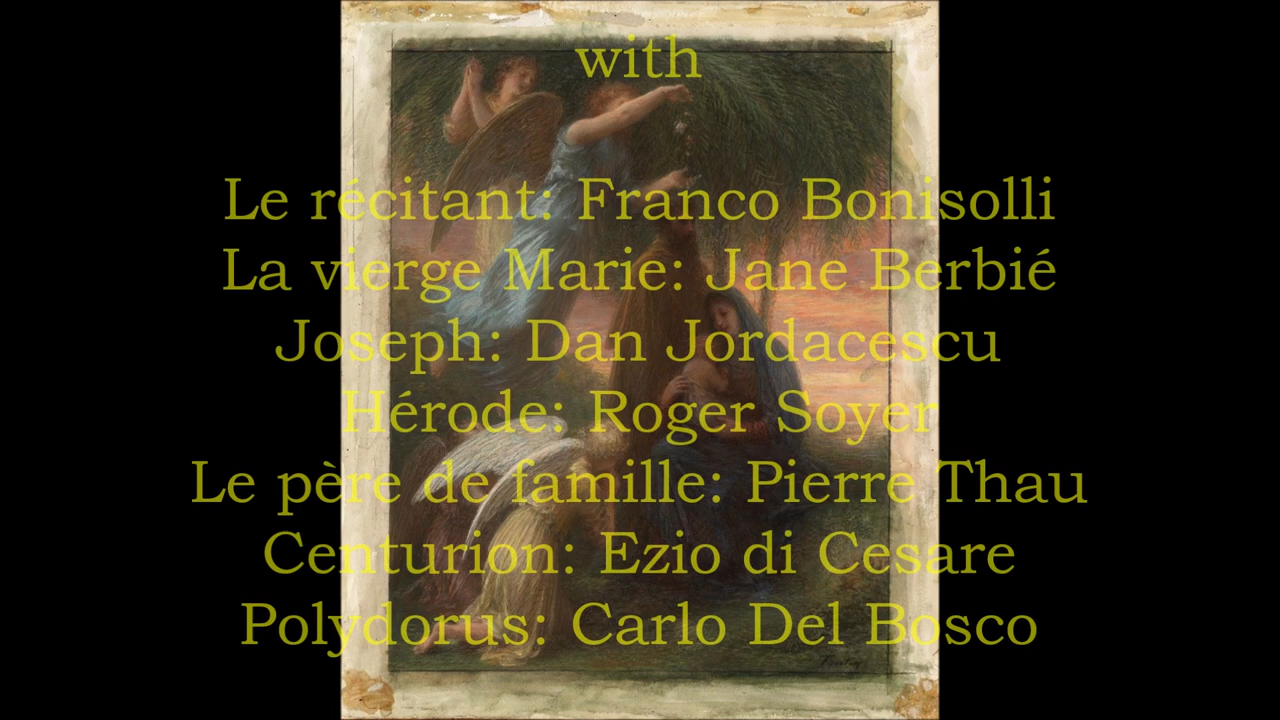 with
Le récitant: Franco Bonisolli
La vierge Marie: Jane Berbié
Joseph: Dan Jordacescu
Hérode: Roger Soyer
Le père de famille: Pierre Thau
Centurion: Ezio di Cesare
Polydorus: Carlo Del Bosco